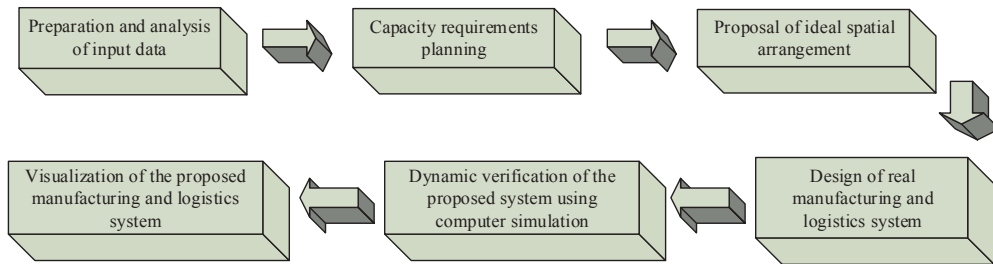 Preparation and analysis
of input data
Capacity requirements
planning
Proposal of ideal spatial
arrangement
Design of real
manufacturing and
logistics system
Dynamic verification of the
proposed system using
computer simulation
Visualization of the proposed
manufacturing and logistics
system